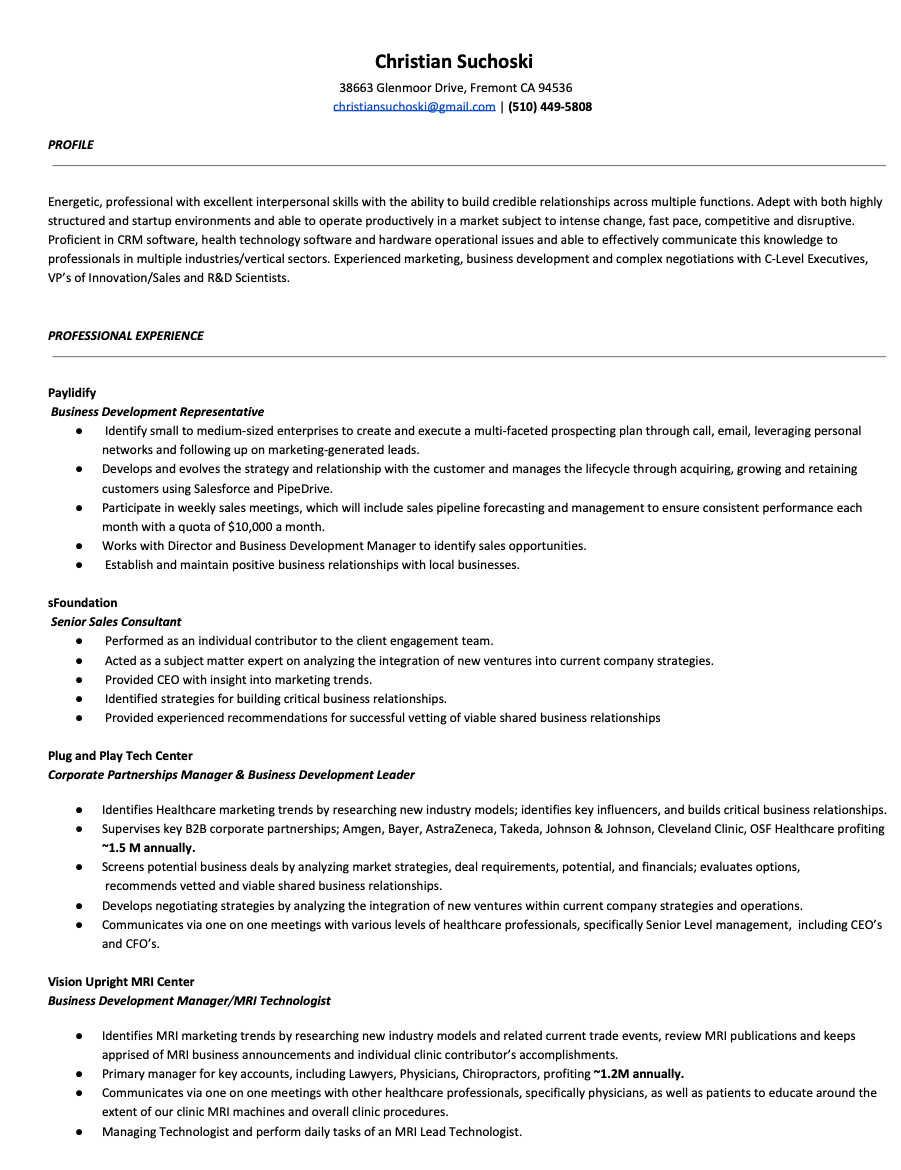 Christian Suchoski
38663 Glenmoor Drive, Fremont CA 94536
christiansuchoski@gmail.com | (510) 449-5808
PROFILE
Energetic, professional with excellent interpersonal skills with the ability to build credible relationships across multiple functions. Adept with both highly
structured and startup environments and able to operate productively in a market subject to intense change, fast pace, competitive and disruptive.
Proficient in CRM software, health technology software and hardware operational issues and able to effectively communicate this knowledge to
professionals in multiple industries/vertical sectors. Experienced marketing, business development and complex negotiations with C-Level Executives,
VP's of Innovation/Sales and R&D Scientists.
PROFESSIONAL EXPERIENCE
Paylidify
Business Development Representative
● Identify small to medium-sized enterprises to create and execute a multi-faceted prospecting plan through call, email, leveraging personal
networks and following up on marketing-generated leads.
● Develops and evolves the strategy and relationship with the customer and manages the lifecycle through acquiring, growing and retaining
customers using Salesforce and PipeDrive.
● Participate in weekly sales meetings, which will include sales pipeline forecasting and management to ensure consistent performance each
month with a quota of $10,000 a month.
● Works with Director and Business Development Manager to identify sales opportunities.
● Establish and maintain positive business relationships with local businesses.
sFoundation
Senior Sales Consultant
● Performed as an individual contributor to the client engagement team.
● Acted as a subject matter expert on analyzing the integration of new ventures into current company strategies.
● Provided CEO with insight into marketing trends.
● Identified strategies for building critical business relationships.
● Provided experienced recommendations for successful vetting of viable shared business relationships
Plug and Play Tech Center
Corporate Partnerships Manager & Business Development Leader
● Identifies Healthcare marketing trends by researching new industry models; identifies key influencers, and builds critical business relationships.
● Supervises key B2B corporate partnerships; Amgen, Bayer, AstraZeneca, Takeda, Johnson & Johnson, Cleveland Clinic, OSF Healthcare profiting
~1.5 M annually.
● Screens potential business deals by analyzing market strategies, deal requirements, potential, and financials; evaluates options,
recommends vetted and viable shared business relationships.
● Develops negotiating strategies by analyzing the integration of new ventures within current company strategies and operations.
● Communicates via one on one meetings with various levels of healthcare professionals, specifically Senior Level management, including CEO's
and CFO's.
Vision Upright MRI Center
Business Development Manager/MRI Technologist
● Identifies MRI marketing trends by researching new industry models and related current trade events, review MRI publications and keeps
apprised of MRI business announcements and individual clinic contributor's accomplishments.
● Primary manager for key accounts, including Lawyers, Physicians, Chiropractors, profiting ~1.2M annually.
● Communicates via one on one meetings with other healthcare professionals, specifically physicians, as well as patients to educate around the
extent of our clinic MRI machines and overall clinic procedures.
● Managing Technologist and perform daily tasks of an MRI Lead Technologist.